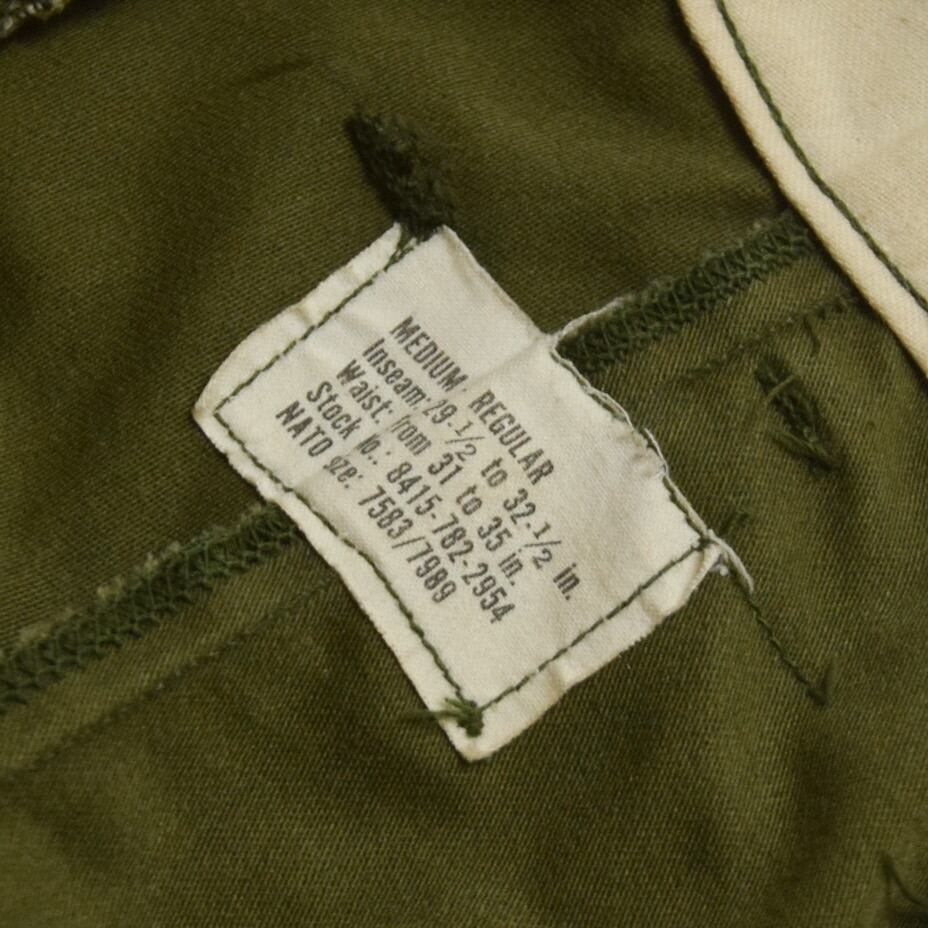 MEDIUM- REGULAR
Inseam: 29-1/2 to 32-1/2 in.
Waist: from 31 to 35 in.
Stock No.: 8415-782-2954
NATO size: 7583/7989